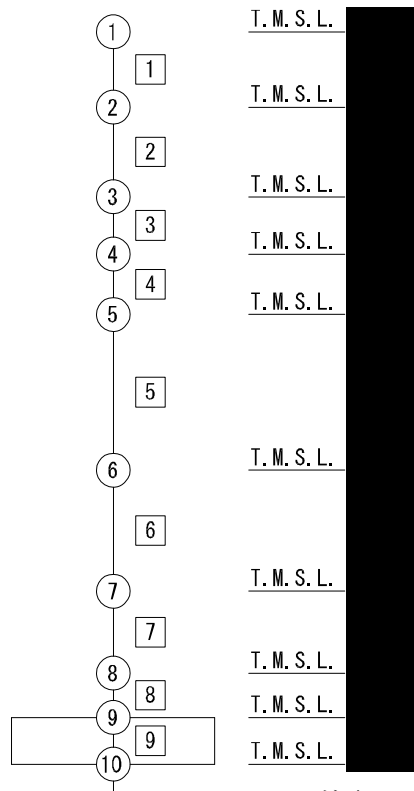 ① T.M.S.L.
1
② T.M.S.L.
2
③ T.M.S.L.
3
④ T.M.S.L.
4
⑤ T.M.S.L.
5
⑥ T.M.S.L.
6
⑦ T.M.S.L.
7
⑧ T.M.S.L.
8
⑨ T.M.S.L.
9
⑩ T.M.S.L.